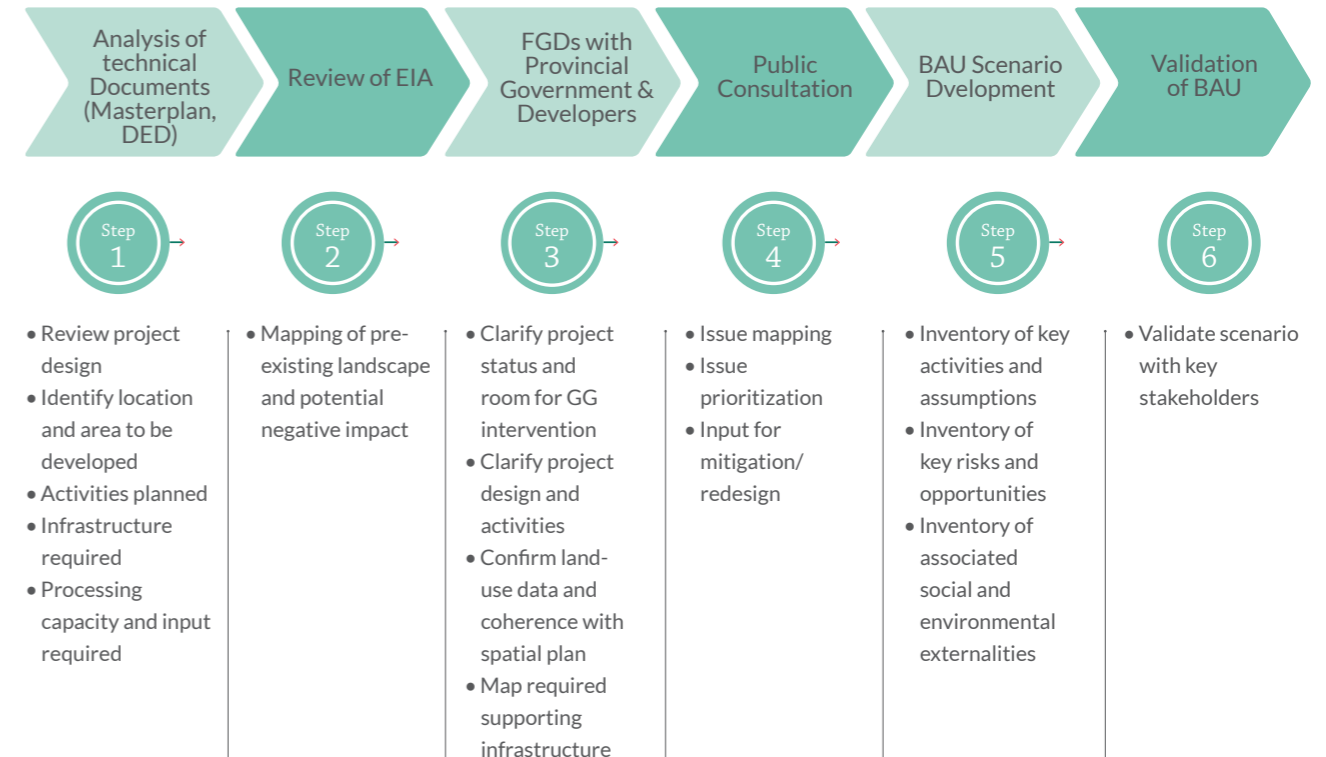 Analysis of
technical
Documents
(Masterplan,
DED)
Review of EIA
FGDs with
Provincial
Government &
Developers
Public
Consultation
BAU Scenario
Dvelopment
Validation
of BAU
Step
1
Step
2
Step
3
Step
4
Step
5
Step
6
• Review project
design
• Identify location
and area to be
developed
• Activities planned
• Infrastructure
required
• Processing
capacity and input
required
• Mapping of pre-
existing landscape
and potential
negative impact
• Clarify project
status and
room for GG
intervention
• Clarify project
design and
activities
• Confirm land-
use data and
coherence with
spatial plan
• Map required
supporting
infrastructure
• Issue mapping
• Issue
prioritization
• Input for
mitigation/
redesign
• Inventory of key
activities and
assumptions
• Inventory of
key risks and
opportunities
• Inventory of
associated
social and
environmental
externalities
• Validate scenario
with key
stakeholders